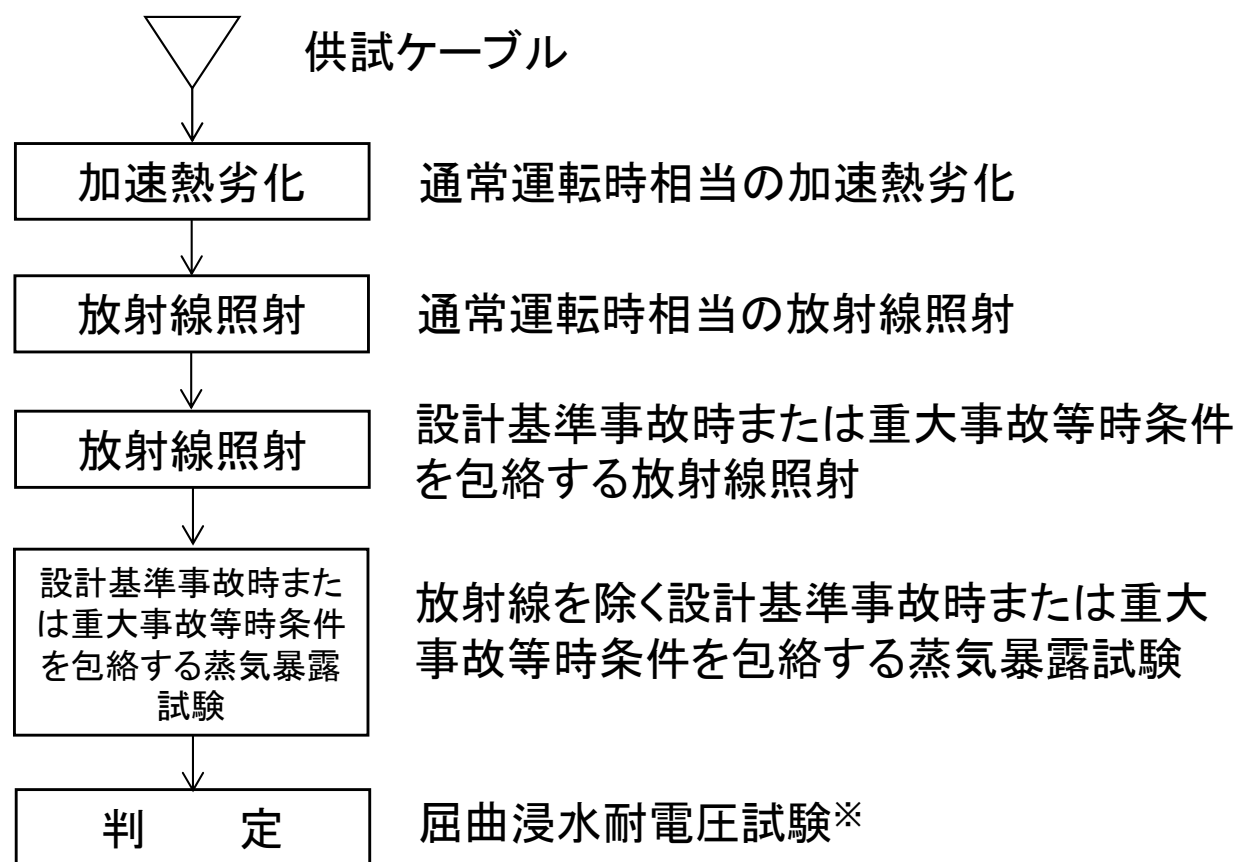 供試ケーブル
加速熱劣化
通常運転時相当の加速熱劣化
放射線照射
通常運転時相当の放射線照射
放射線照射
設計基準事故時または重大事故等時条件
を包絡する放射線照射
設計基準事故時また
は重大事故等時条件
を包絡する蒸気暴露
試験
放射線を除く設計基準事故時または重大
事故等時条件を包絡する蒸気暴露試験
判　　定
屈曲浸水耐電圧試験※